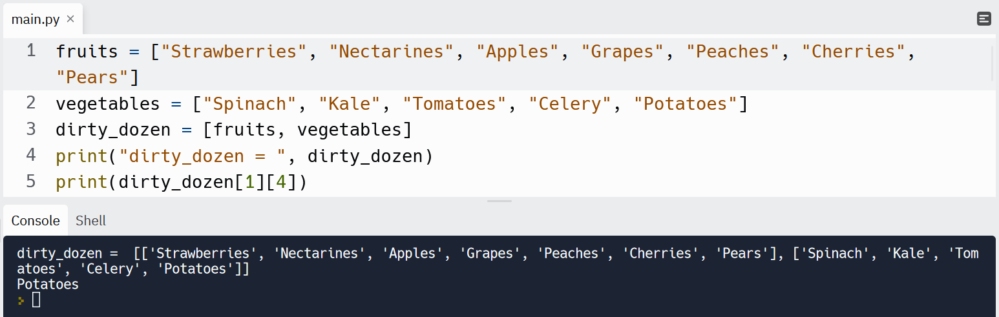 main.py ×
1 fruits = ["Strawberries", "Nectarines", "Apples", "Grapes", "Peaches", "Cherries",
"Pears"]
2 vegetables = ["Spinach", "Kale", "Tomatoes", "Celery", "Potatoes"]
3 dirty_dozen = [fruits, vegetables]
4 print("dirty_dozen = ", dirty_dozen)
5 print(dirty_dozen[1][4])
Console Shell
dirty_dozen =  [['Strawberries', 'Nectarines', 'Apples', 'Grapes', 'Peaches', 'Cherries', 'Pears'], ['Spinach', 'Kale', 'Tom
atoes', 'Celery', 'Potatoes']]
Potatoes
>